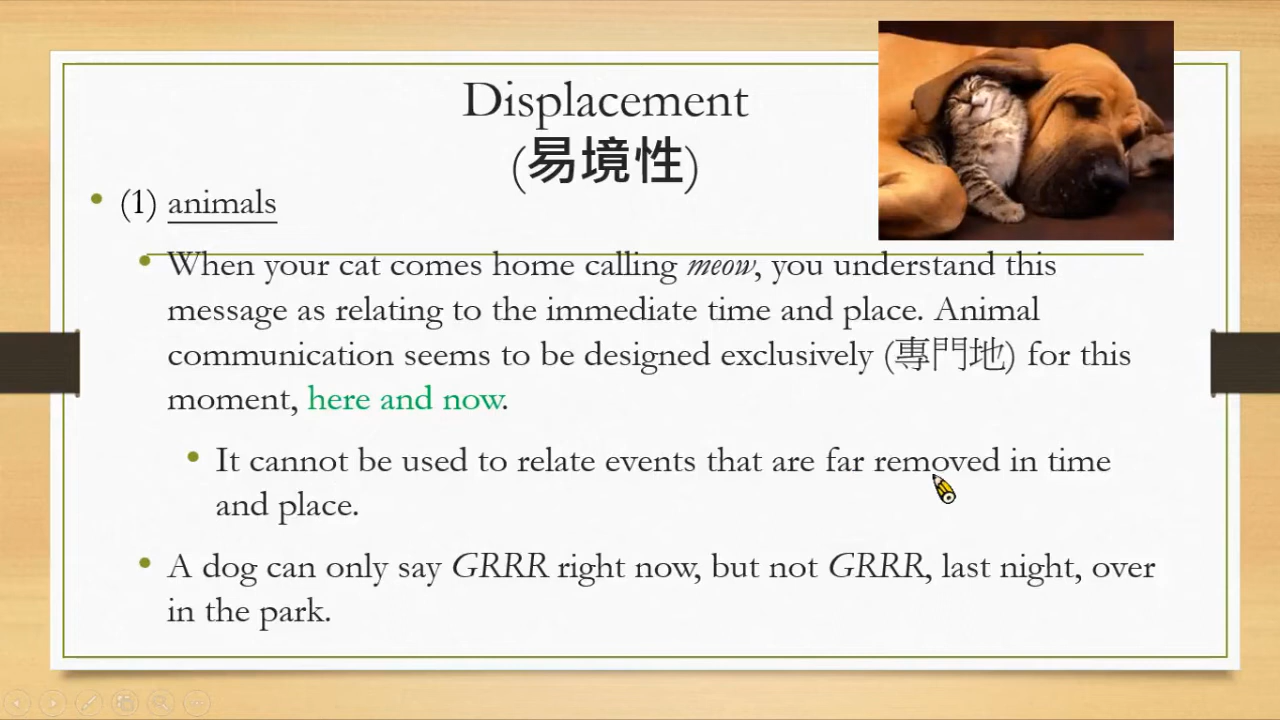 Displacement
(易境性)
• (1) animals
• When your cat comes home calling meow, you understand this
message as relating to the immediate time and place. Animal
communication seems to be designed exclusively (專門地) for this
moment, here and now.
• It cannot be used to relate events that are far removed in time
and place.
• A dog can only say GRRR right now, but not GRRR, last night, over
in the park.